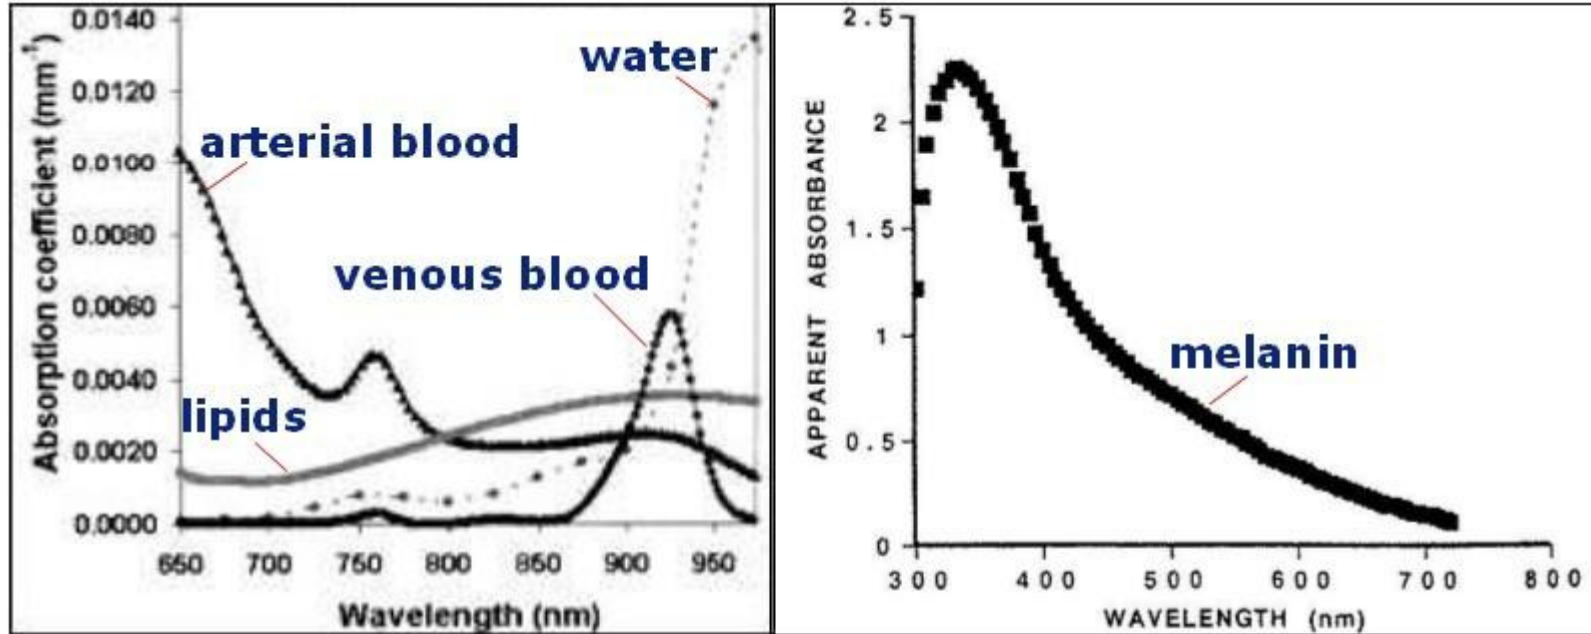 0.0140
0.0120
0.0100
0.0080
0.0060
0.0040
0.0020
0.0000
Absorption coefficient (mm⁻¹)
water
arterial blood
venous blood
lipids
650 700 750 800 850 900 950
Wavelength (nm)
2.5
2
1.5
1
0.5
0
APPARENT ABSORBANCE
melanin
300 400 500 600 700 800
WAVELENGTH (nm)